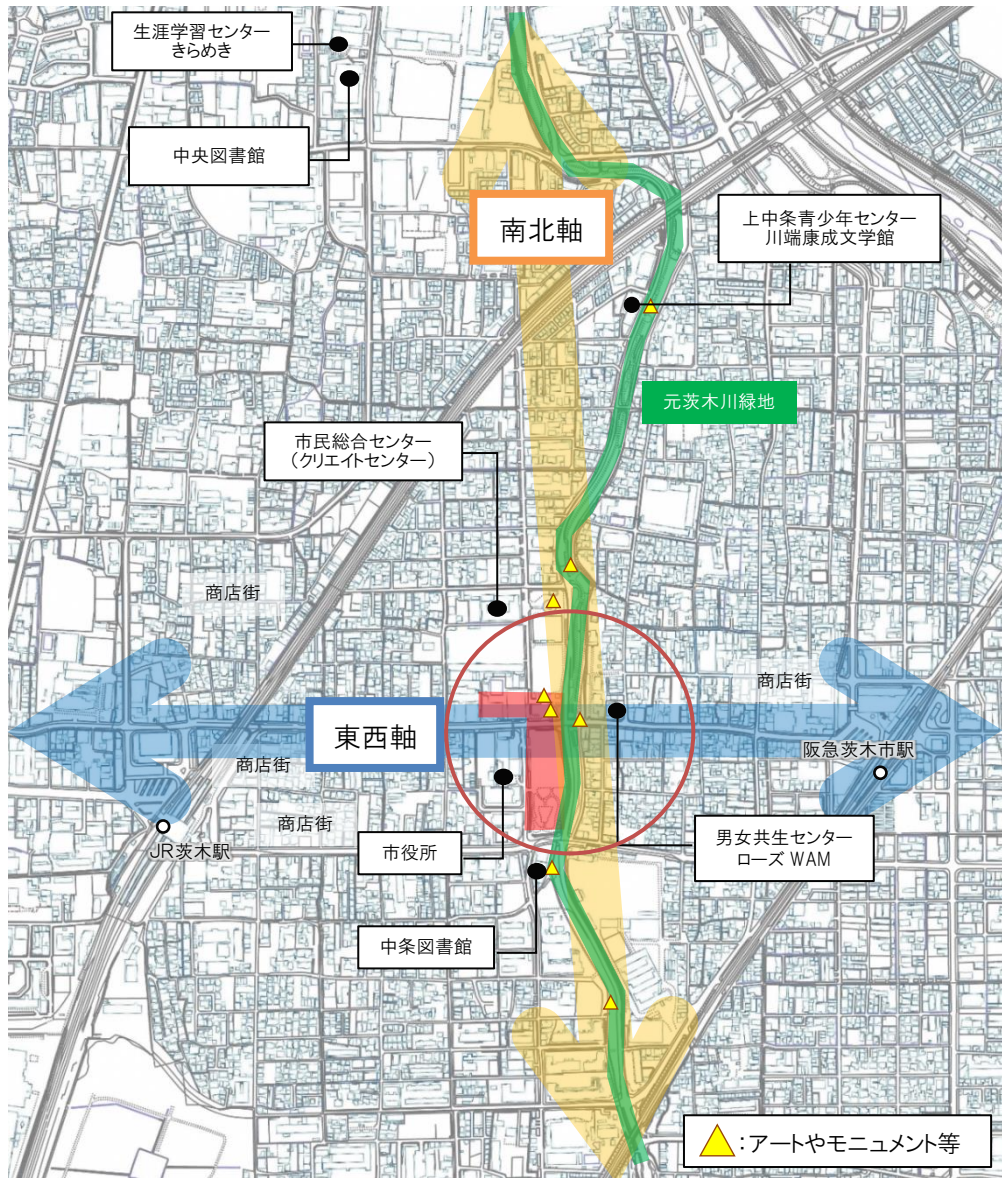 生涯学習センター
きらめき
中央図書館
南北軸
上中条青少年センター
川端康成文学館
元茨木川緑地
市民総合センター
（クリエイトセンター）
商店街
商店街
東西軸
阪急茨木市駅
商店街
商店街
JR茨木駅
市役所
男女共生センター
ローズ WAM
中条図書館
：アートやモニュメント等